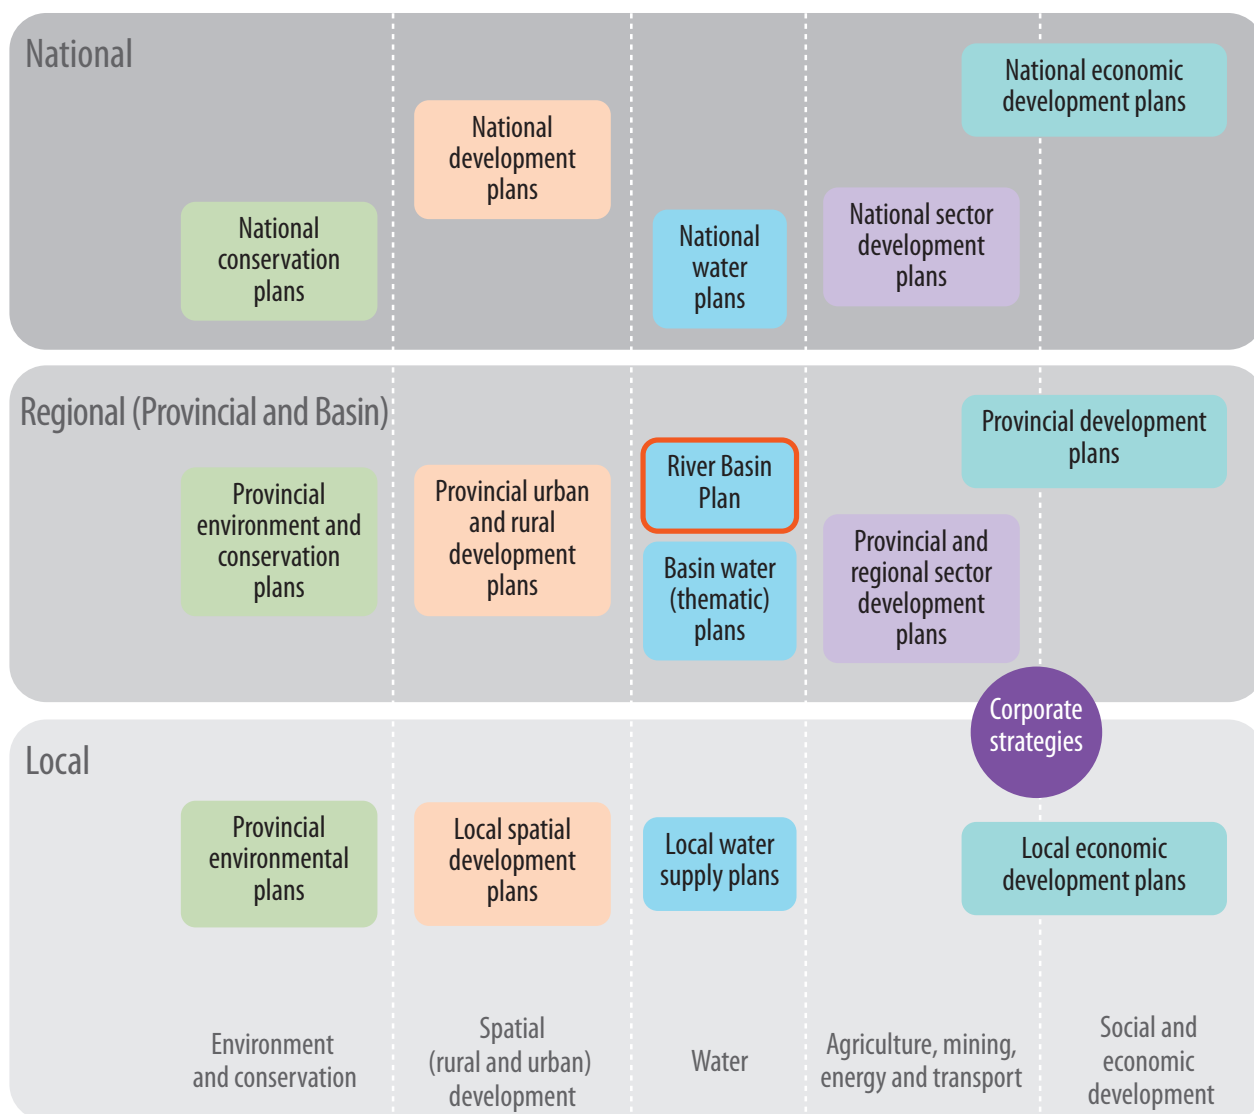 National
National economic
development plans
National
development
plans
National
conservation
plans
National
water
plans
National sector
development
plans
Regional (Provincial and Basin)
Provincial development
plans
Provincial
environment and
conservation
plans
Provincial urban
and rural
development
plans
River Basin
Plan
Basin water
(thematic)
plans
Provincial and
regional sector
development
plans
Corporate
strategies
Local
Provincial
environmental
plans
Local spatial
development
plans
Local water
supply plans
Local economic
development plans
Environment
and conservation
Spatial
(rural and urban)
development
Water
Agriculture, mining,
energy and transport
Social and
economic
development